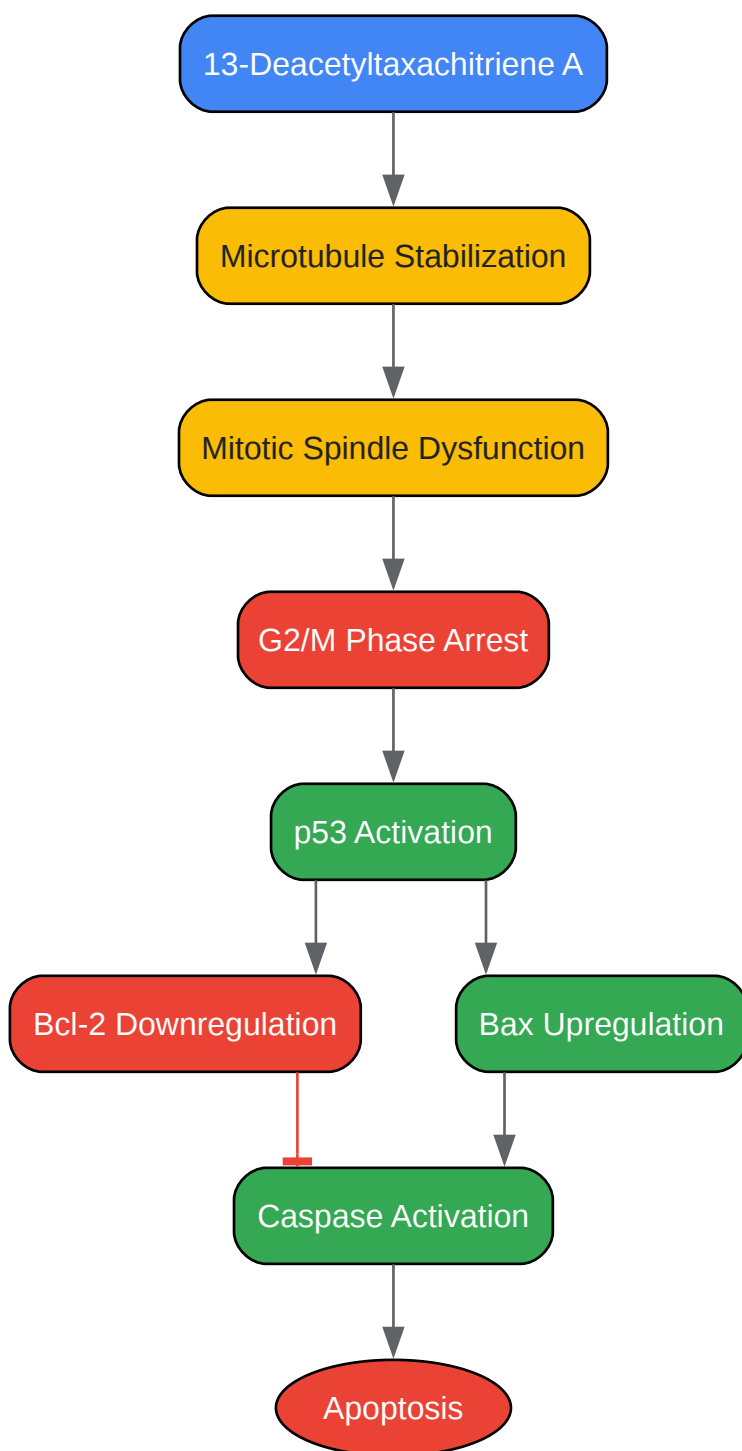 13-Deacetyltaxachitriene A
Microtubule Stabilization
Mitotic Spindle Dysfunction
G2/M Phase Arrest
p53 Activation
Bcl-2 Downregulation
Bax Upregulation
Caspase Activation
Apoptosis